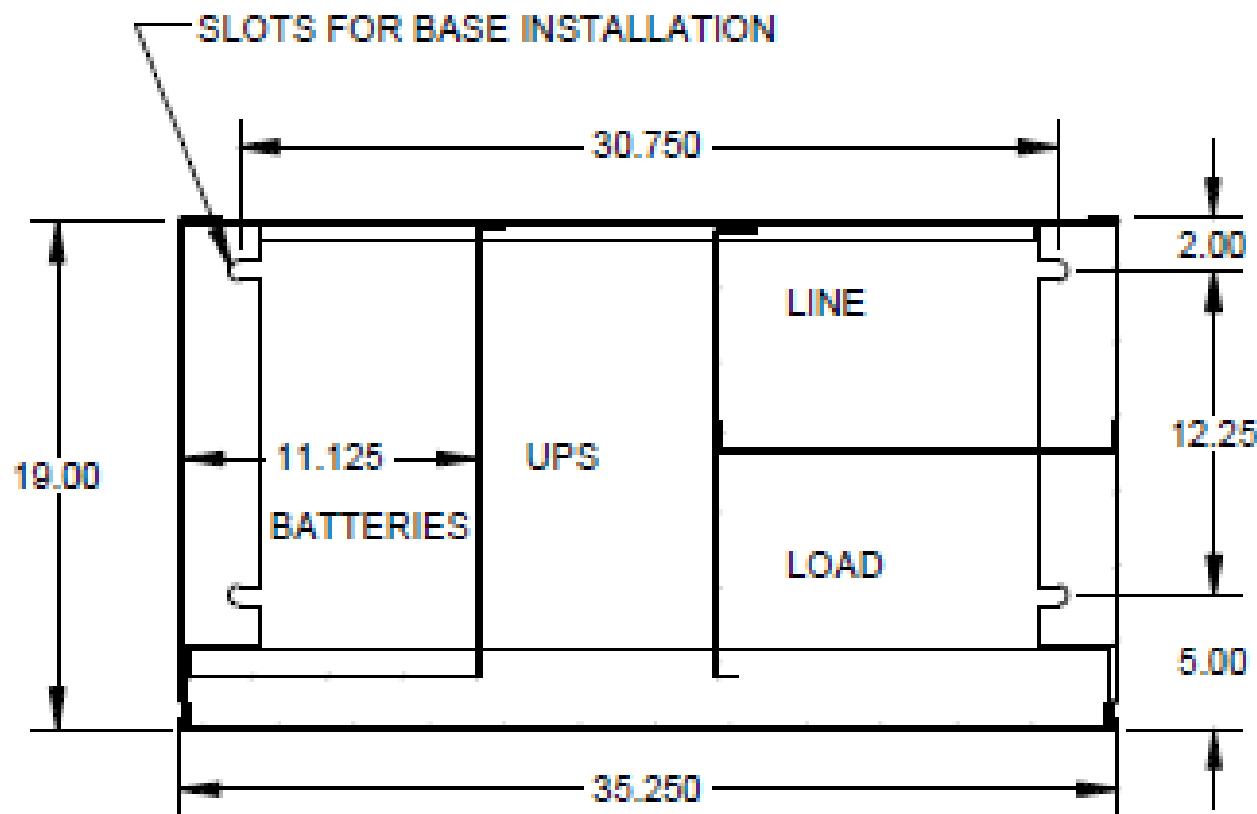 SLOTS FOR BASE INSTALLATION
30.750
2.00
LINE
12.25
11.125
UPS
19.00
BATTERIES
LOAD
5.00
35.250